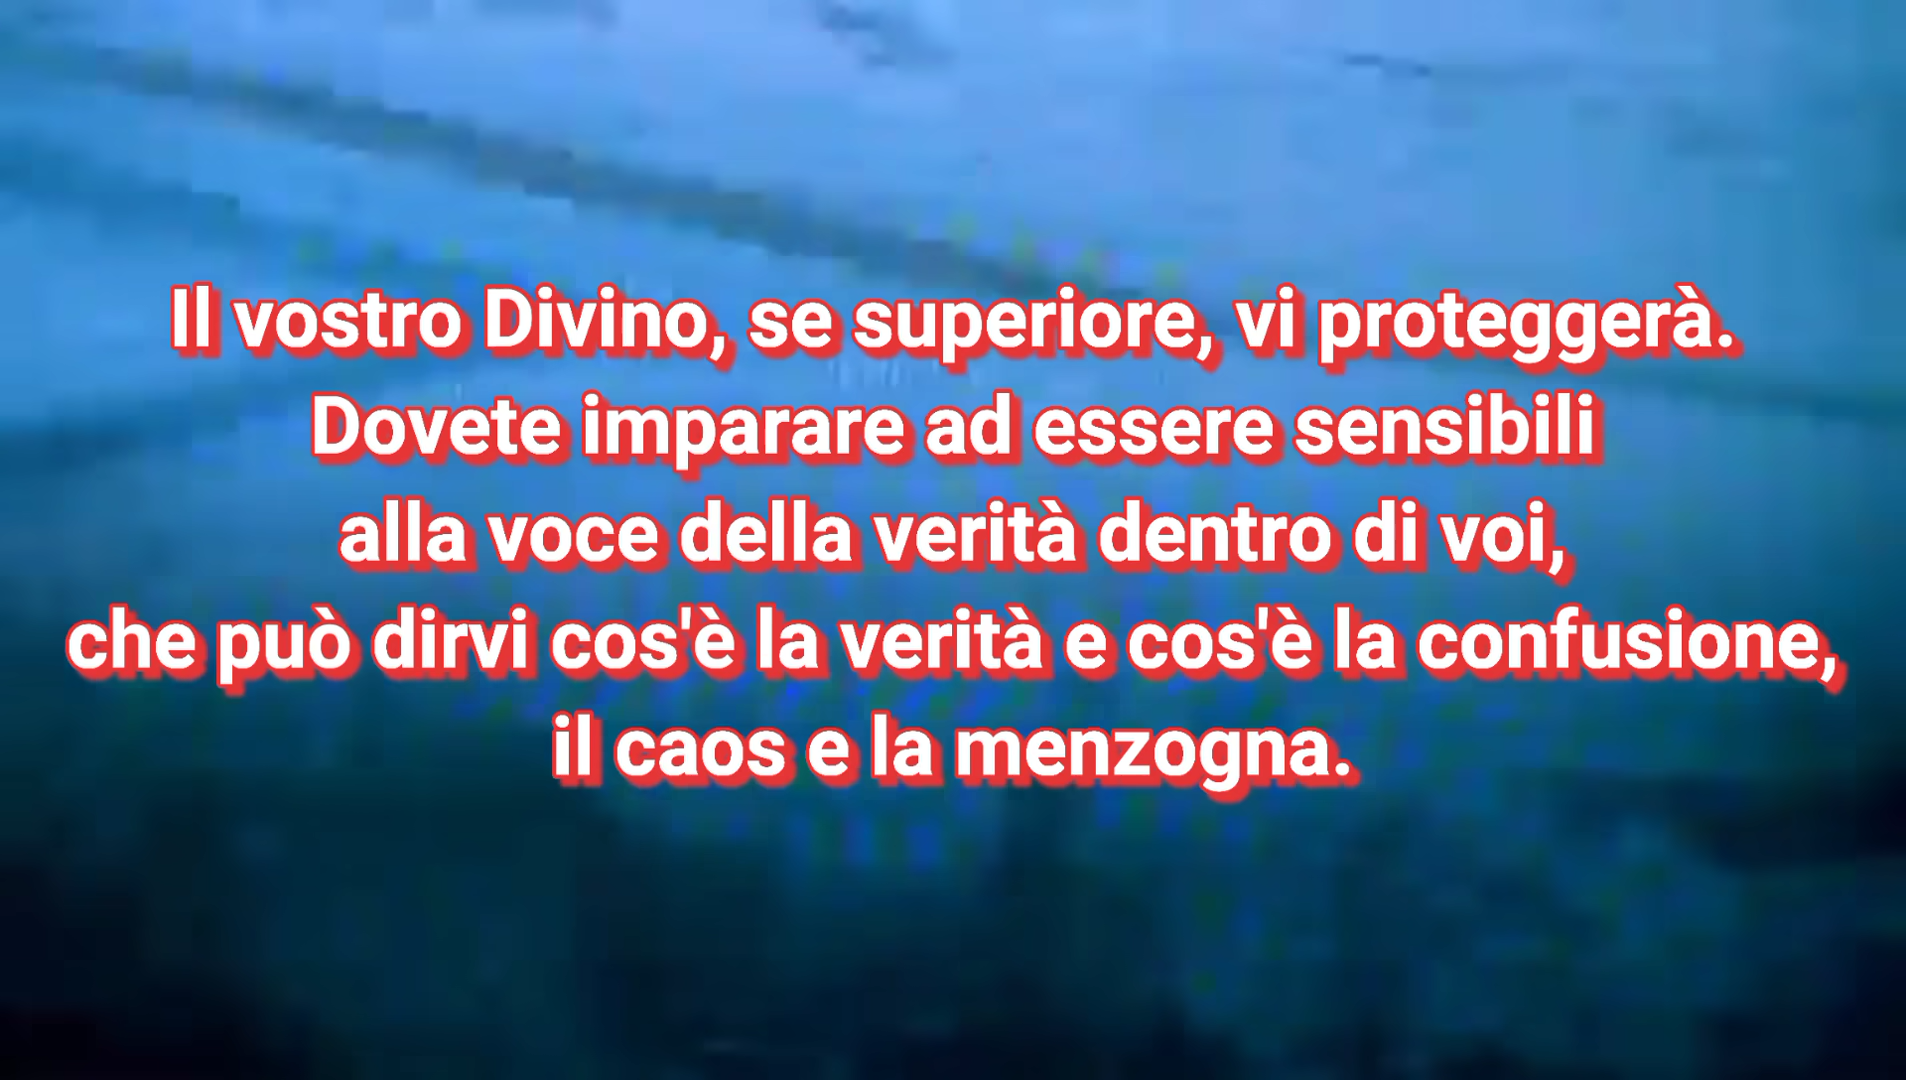 Il vostro Divino, se superiore, vi proteggerà.
Dovete imparare ad essere sensibili
alla voce della verità dentro di voi,
che può dirvi cos'è la verità e cos'è la confusione,
il caos e la menzogna.